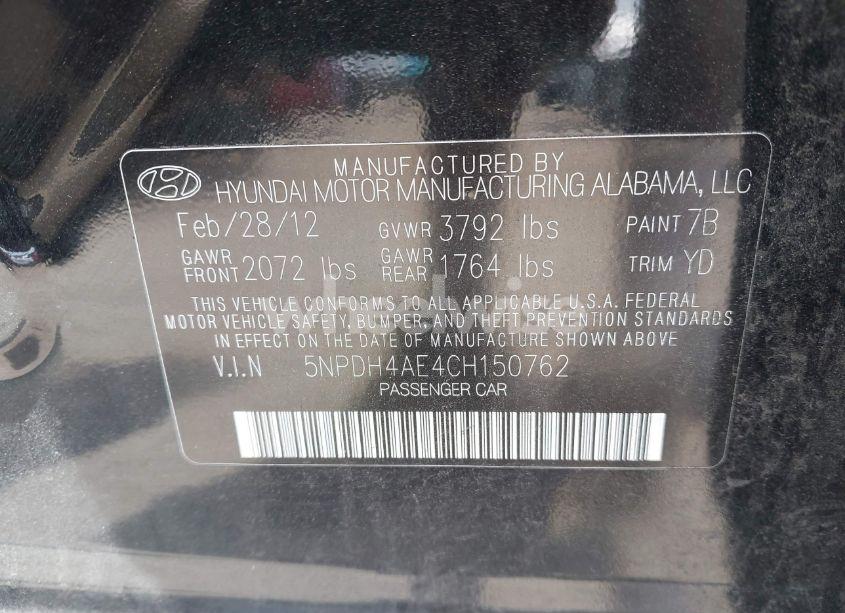 MANUFACTURED BY
HYUNDAI MOTOR MANUFACTURING ALABAMA, LLC
Feb/28/12 GVWR 3792 lbs PAINT 7B
GAWR FRONT 2072 lbs GAWR REAR 1764 lbs TRIM YD
THIS VEHICLE CONFORMS TO ALL APPLICABLE U.S.A. FEDERAL
MOTOR VEHICLE SAFETY, BUMPER, AND THEFT PREVENTION STANDARDS
IN EFFECT ON THE DATE OF MANUFACTURE SHOWN ABOVE
V.I.N 5NPDH4AE4CH150762
PASSENGER CAR